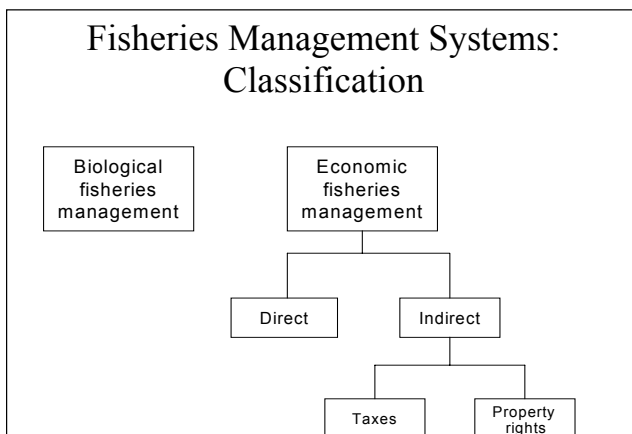 Fisheries Management Systems:
Classification
Biological
fisheries
management
Economic
fisheries
management
Direct
Indirect
Taxes
Property
rights